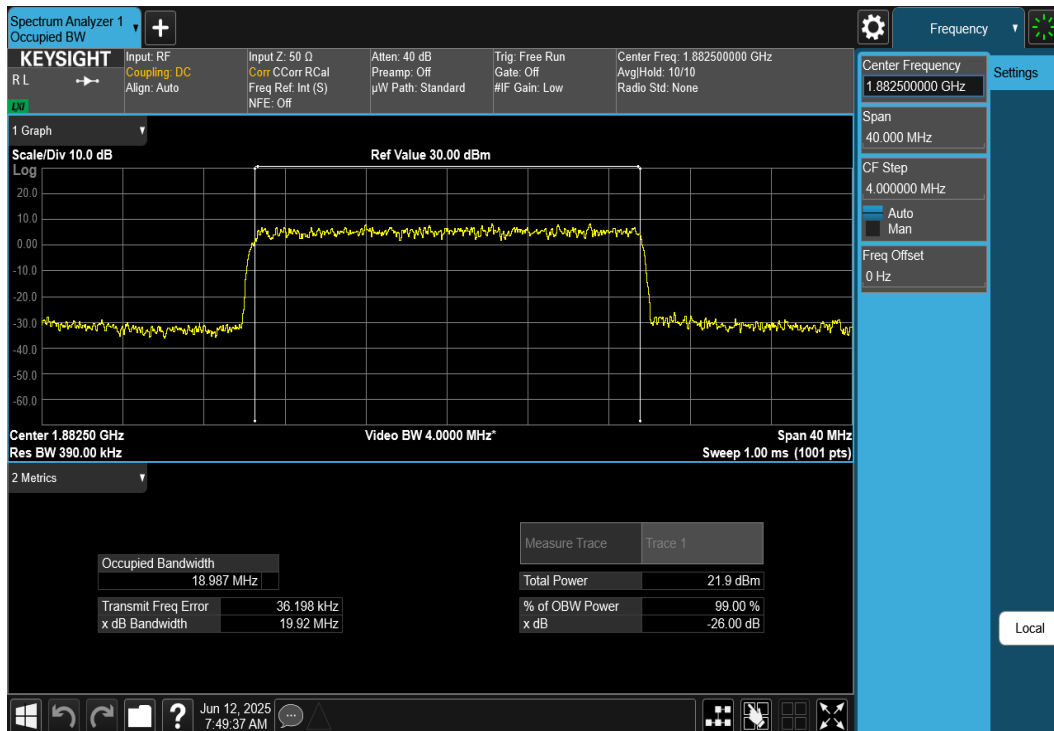 Spectrum Analyzer 1
Occupied BW
Frequency
KEYSIGHT
R L
LXI
Input: RF
Coupling: DC
Align: Auto
Input Z: 50 Ω
Corr CCorr RCal
Freq Ref: Int (S)
NFE: Off
Atten: 40 dB
Preamp: Off
µW Path: Standard
Trig: Free Run
Gate: Off
#IF Gain: Low
Center Freq: 1.882500000 GHz
Avg|Hold: 10/10
Radio Std: None
Center Frequency
1.882500000 GHz
Settings
Span
40.000 MHz
CF Step
4.000000 MHz
Auto
Man
Freq Offset
0 Hz
1 Graph
Scale/Div 10.0 dB
Ref Value 30.00 dBm
Log
20.0
10.0
0.00
-10.0
-20.0
-30.0
-40.0
-50.0
-60.0
Center 1.88250 GHz
Video BW 4.0000 MHz*
Span 40 MHz
Res BW 390.00 kHz
Sweep 1.00 ms (1001 pts)
2 Metrics
Measure Trace Trace 1
Occupied Bandwidth
18.987 MHz
Total Power 21.9 dBm
Transmit Freq Error 36.198 kHz
% of OBW Power 99.00 %
x dB Bandwidth 19.92 MHz
x dB -26.00 dB
Local
?
Jun 12, 2025
7:49:37 AM